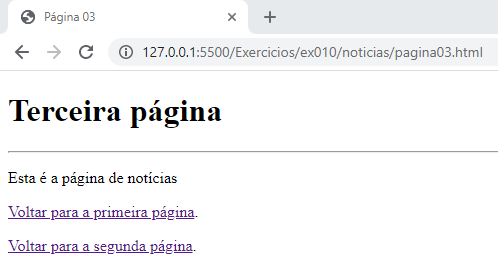 Página 03
127.0.0.1:5500/Exercicios/ex010/noticias/pagina03.html
Terceira página
Esta é a página de notícias
Voltar para a primeira página.
Voltar para a segunda página.